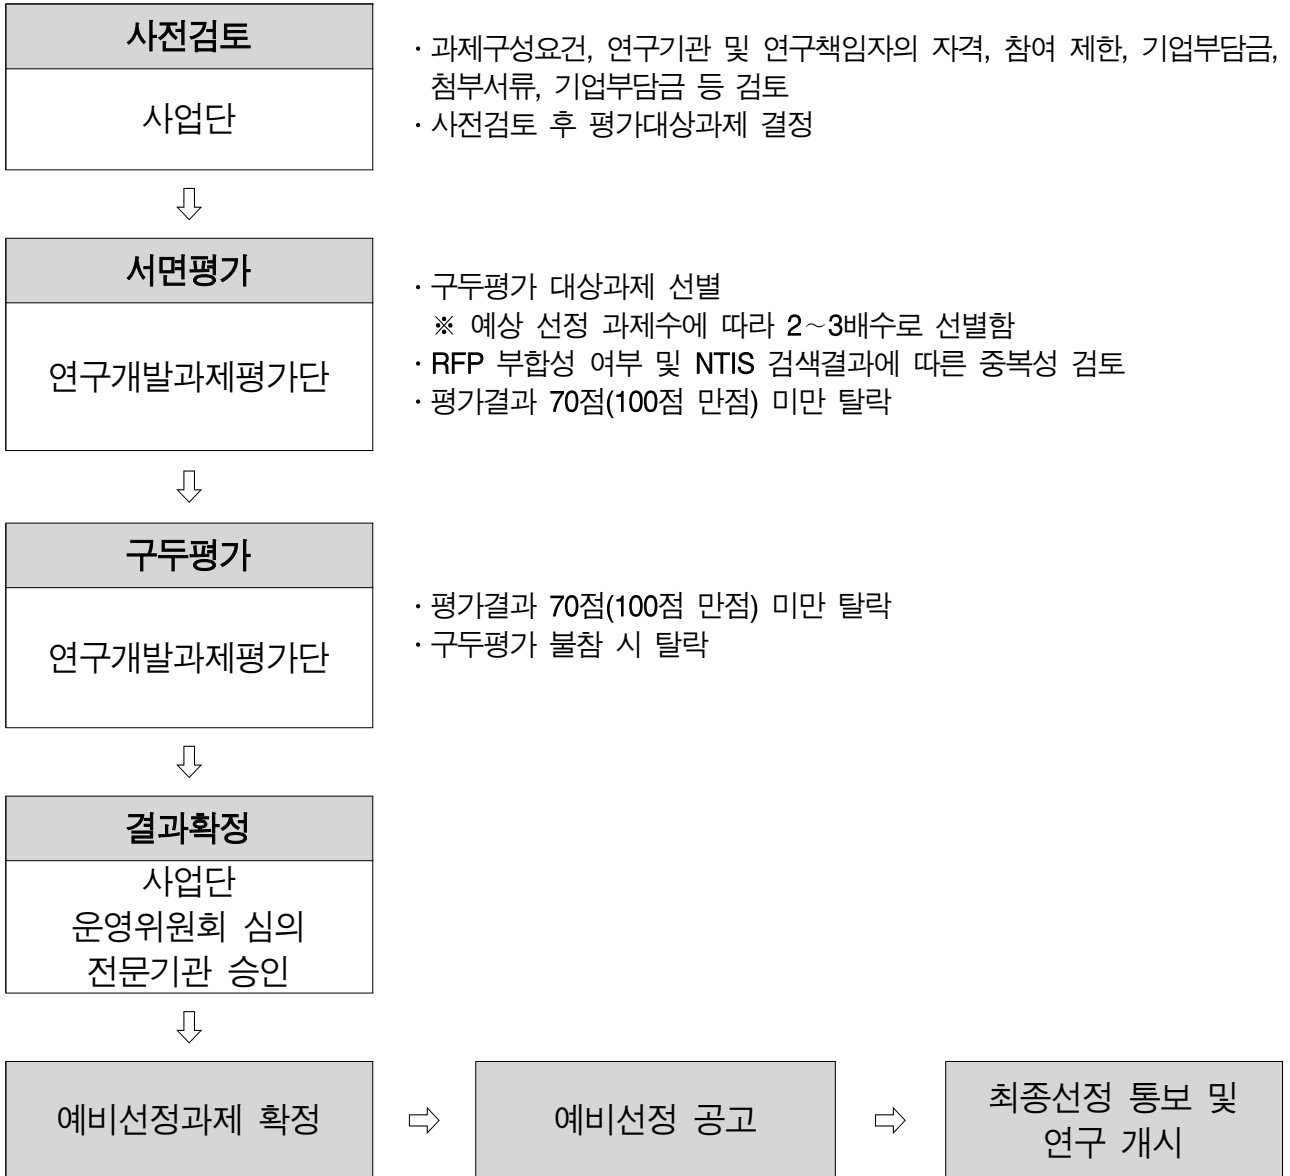 사전검토
사업단
· 과제구성요건, 연구기관 및 연구책임자의 자격, 참여 제한, 기업부담금,
첨부서류, 기업부담금 등 검토
· 사전검토 후 평가대상과제 결정
서면평가
연구개발과제평가단
· 구두평가 대상과제 선별
※ 예상 선정 과제수에 따라 2~3배수로 선별함
· RFP 부합성 여부 및 NTIS 검색결과에 따른 중복성 검토
· 평가결과 70점(100점 만점) 미만 탈락
구두평가
연구개발과제평가단
· 평가결과 70점(100점 만점) 미만 탈락
· 구두평가 불참 시 탈락
결과확정
사업단
운영위원회 심의
전문기관 승인
예비선정과제 확정
예비선정 공고
최종선정 통보 및
연구 개시